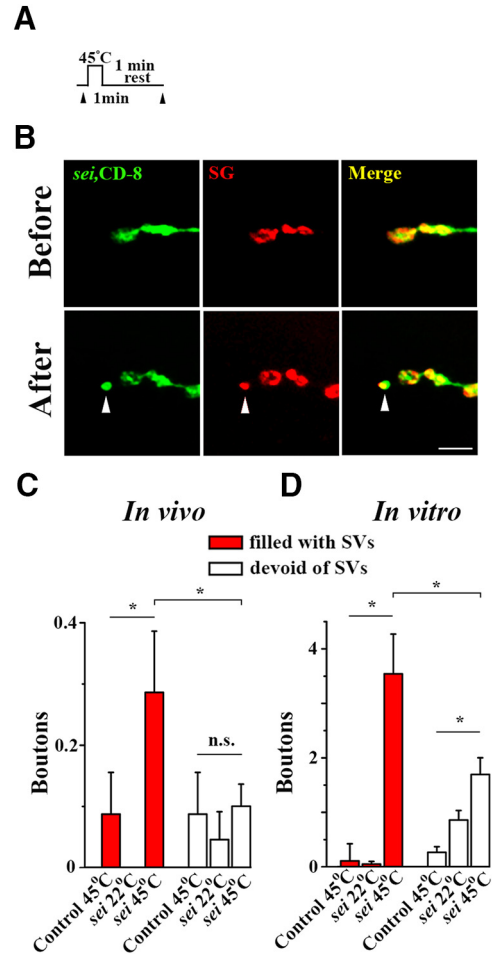 A
45°C
1 min
rest
1min
B
sei,CD-8
SG
Merge
Before
After
C
D
In vivo
In vitro
filled with SVs
devoid of SVs
*
*
n.s.
0.4
0.2
0
Boutons
Control 45°C
sei 22°C
sei 45°C
Control 45°C
sei 22°C
sei 45°C
*
*
*
4
2
0
Boutons
Control 45°C
sei 22°C
sei 45°C
Control 45°C
sei 22°C
sei 45°C